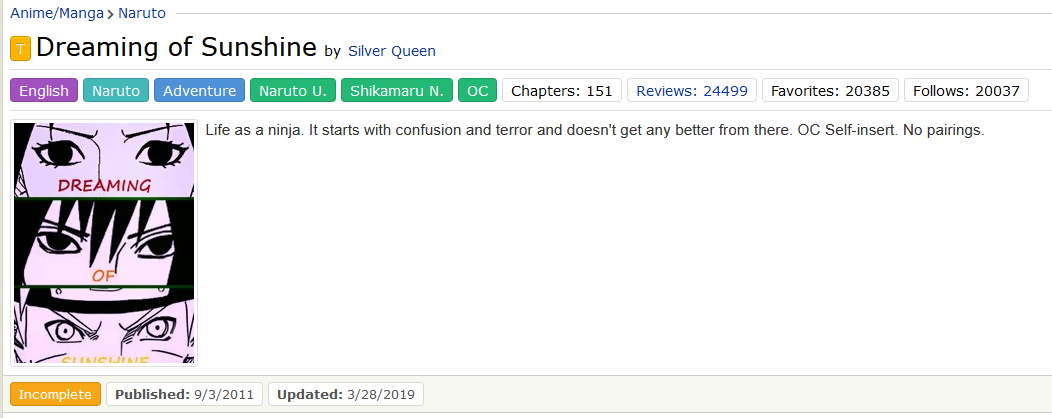 Anime/Manga > Naruto
T Dreaming of Sunshine by Silver Queen
English Naruto Adventure Naruto U. Shikamaru N. OC Chapters: 151 Reviews: 24499 Favorites: 20385 Follows: 20037
Life as a ninja. It starts with confusion and terror and doesn't get any better from there. OC Self-insert. No pairings.
DREAMING
OF
SUNSHINE
Incomplete Published: 9/3/2011 Updated: 3/28/2019